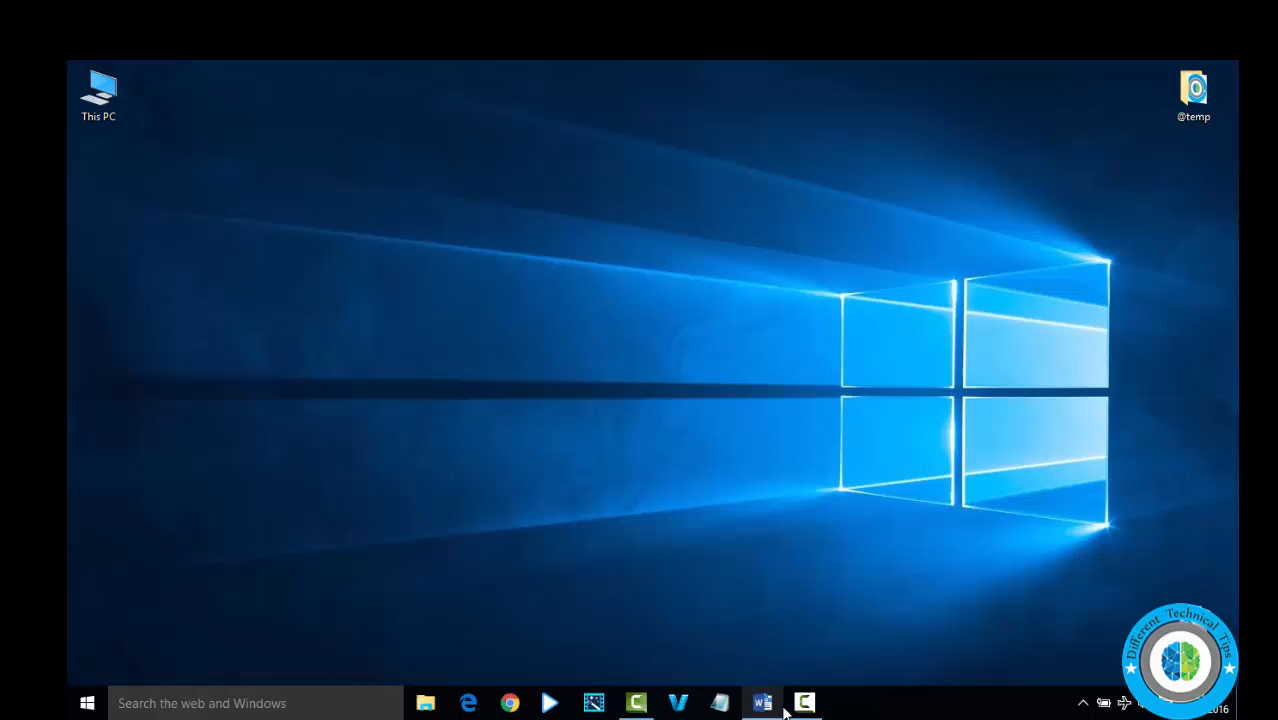 This PC
@temp
Different Technical Tips
Search the web and Windows
2016